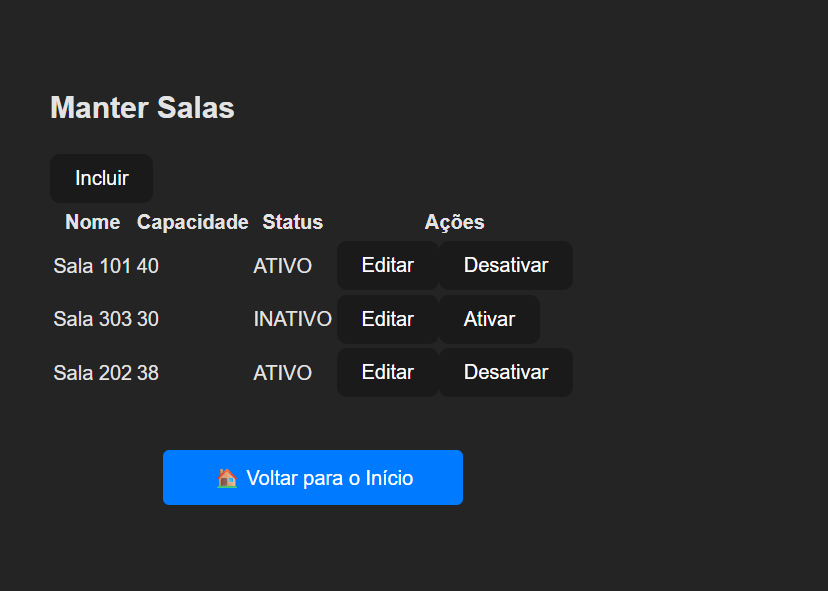 Manter Salas
Incluir
Nome Capacidade Status Ações
Sala 101 40 ATIVO Editar Desativar
Sala 303 30 INATIVO Editar Ativar
Sala 202 38 ATIVO Editar Desativar
🏠 Voltar para o Início